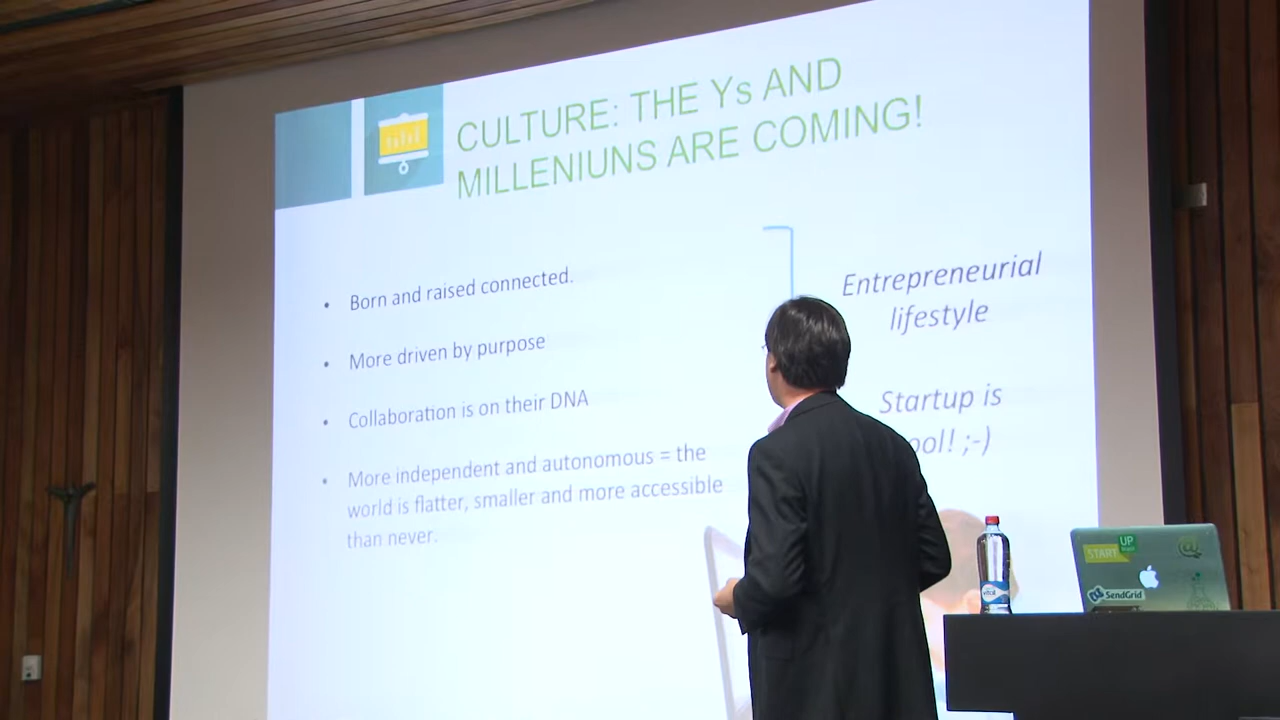 CULTURE: THE Ys AND
MILLENIUNS ARE COMING!
• Born and raised connected.
• More driven by purpose
• Collaboration is on their DNA
• More independent and autonomous = the
world is flatter, smaller and more accessible
than never.
Entrepreneurial
lifestyle
Startup is
ool! ;-)
vital
START
UP
@
SendGrid